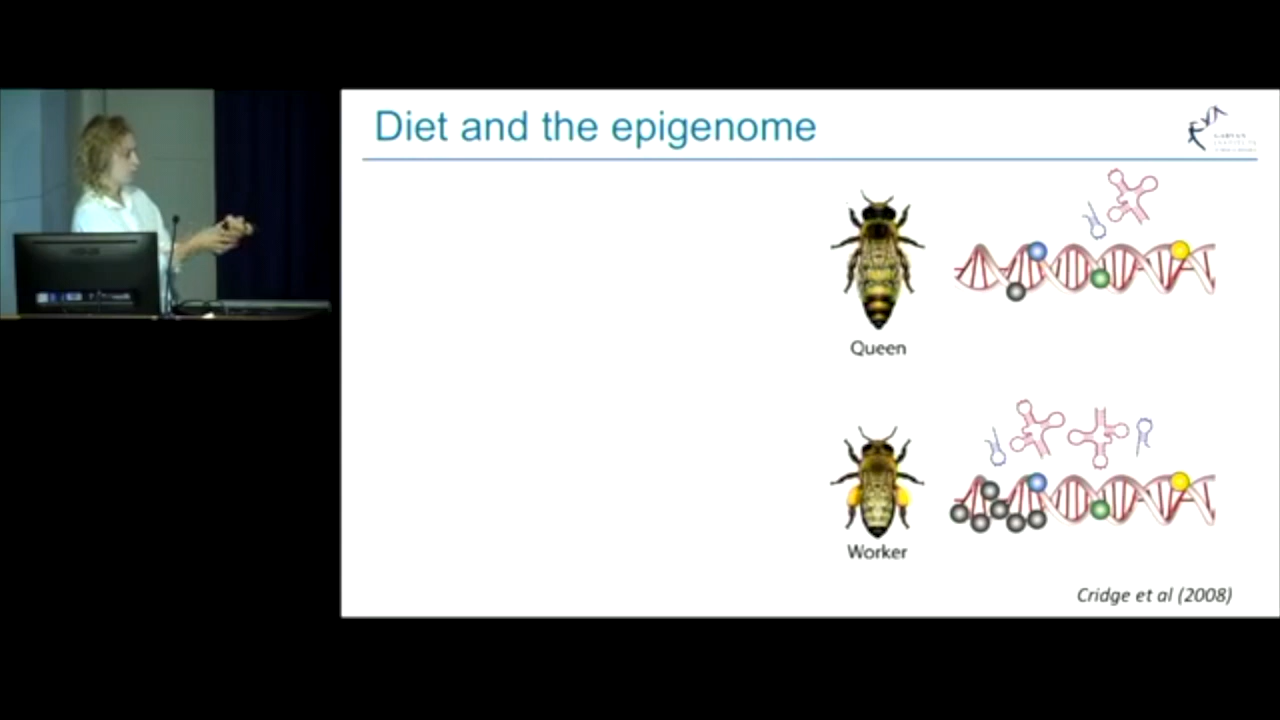 Diet and the epigenome
Queen
Worker
Cridge et al (2008)